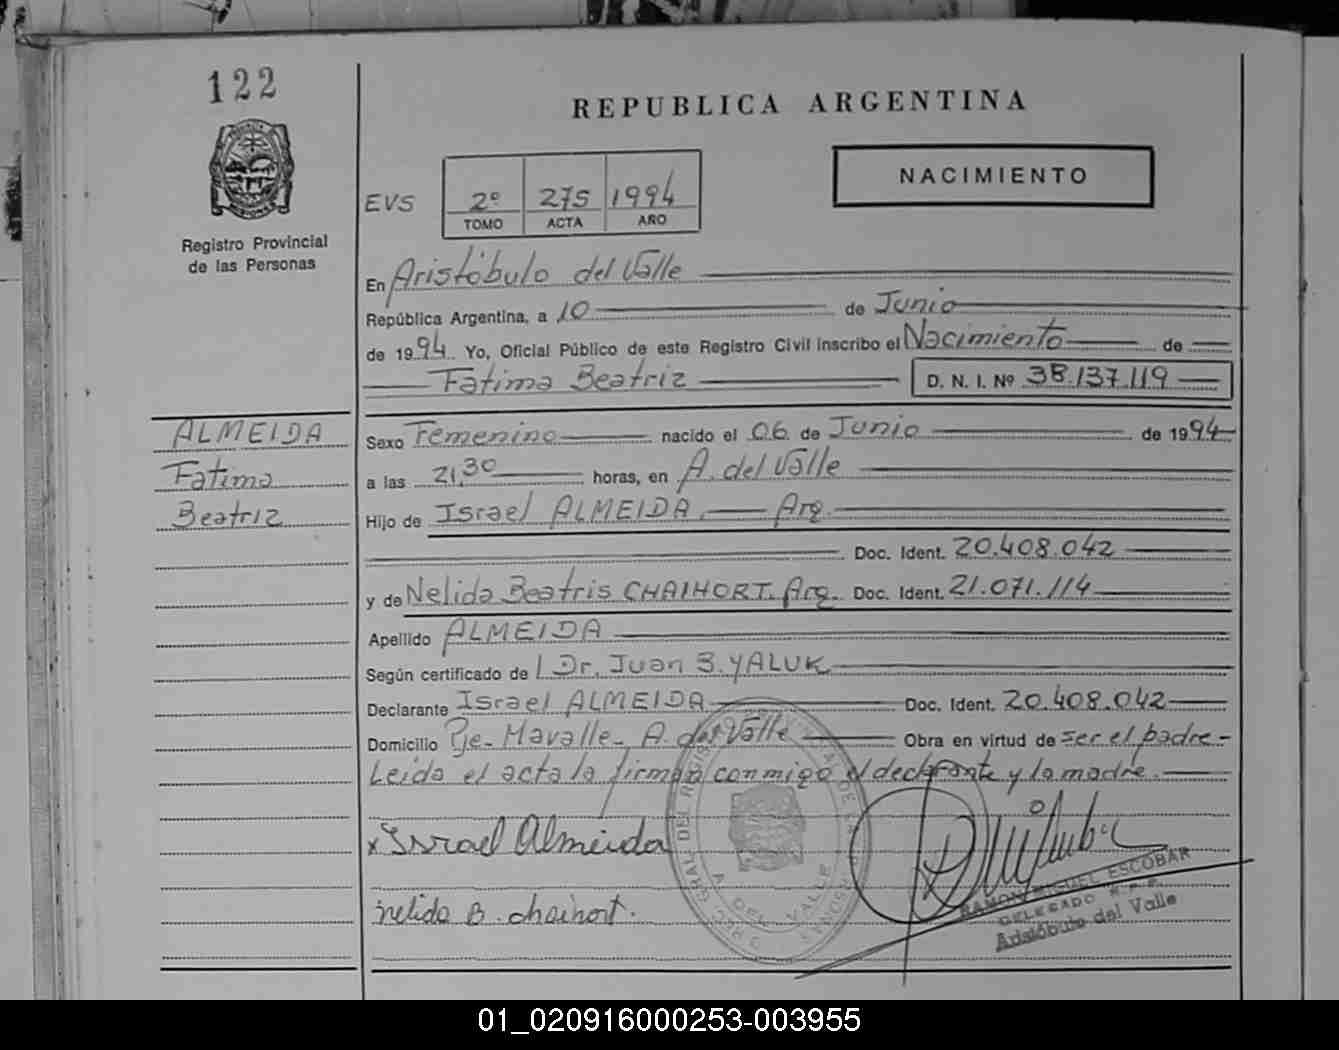 122
REPUBLICA ARGENTINA
NACIMIENTO
EVS 2º 275 1994
TOMO ACTA AÑO
Registro Provincial
de las Personas
En Aristóbulo del Valle
República Argentina, a 10 de Junio
de 1994 Yo, Oficial Público de este Registro Civil inscribo el Nacimiento de
Fatima Beatriz D. N. I. Nº 38.137.119
ALMEIDA
Fatima
Beatriz
Sexo Femenino nacido el 06 de Junio de 1994
a las 21,30 horas, en A. del Valle
Hijo de Israel ALMEIDA Arg.
Doc. Ident. 20.408.042
y de Nelida Beatris CHAIHORT. Arg. Doc. Ident. 21.071.114
Apellido ALMEIDA
Según certificado de Dr. Juan B. YALUK
Declarante Israel ALMEIDA Doc. Ident. 20.408.042
Domicilio Pje- Mavalle- A. del Valle Obra en virtud de ser el padre-
Leida el acta la firman conmigo el declarante y la madre.
x Israel Almeida
nelida B. chaihort.
A. DEL VALLE
RAMON MIGUEL ESCOBAR
DELEGADO R.P.P.
Aristóbulo del Valle
01_020916000253-003955